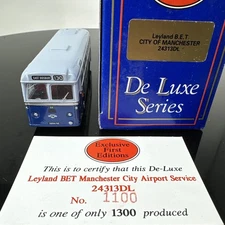 Leyland B.E.T.
CITY OF MANCHESTER
24313DL
De Luxe
Series
Exclusive
First
Editions
This is to certify that this De-Luxe
Leyland BET Manchester City Airport Service
24313DL
No. 1100
is one of only 1300 produced